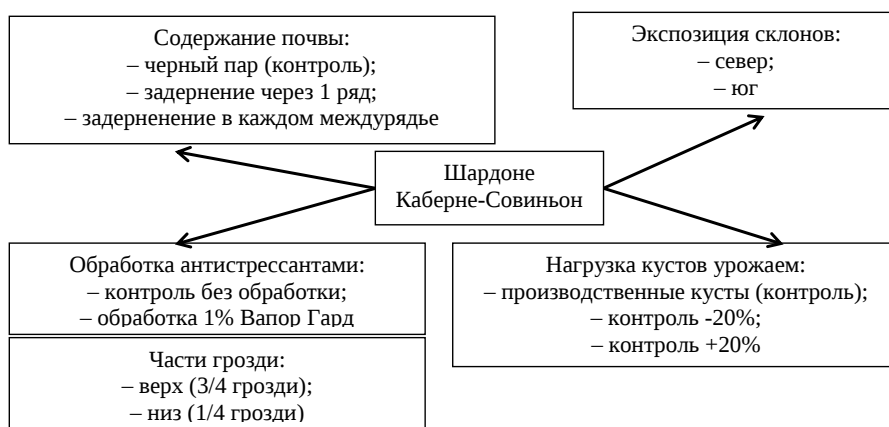 Содержание почвы:
– черный пар (контроль);
– задернение через 1 ряд;
– задерненение в каждом междурядье
Экспозиция склонов:
– север;
– юг
Шардоне
Каберне-Совиньон
Обработка антистрессантами:
– контроль без обработки;
– обработка 1% Вапор Гард
Нагрузка кустов урожаем:
– производственные кусты (контроль);
– контроль -20%;
– контроль +20%
Части грозди:
– верх (3/4 грозди);
– низ (1/4 грозди)